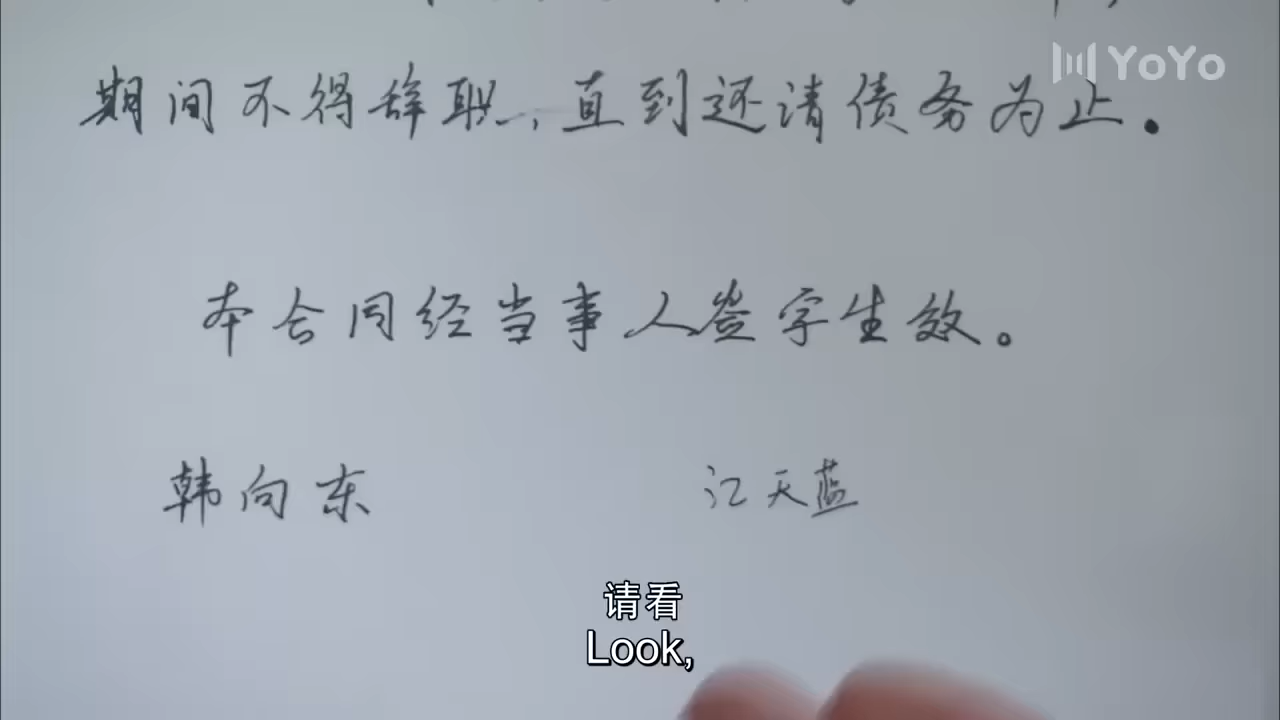 YoYo
期间不得辞职，直到还请债务为止.
本合同经当事人签字生效。
韩向东 江天蓝
请看
Look,